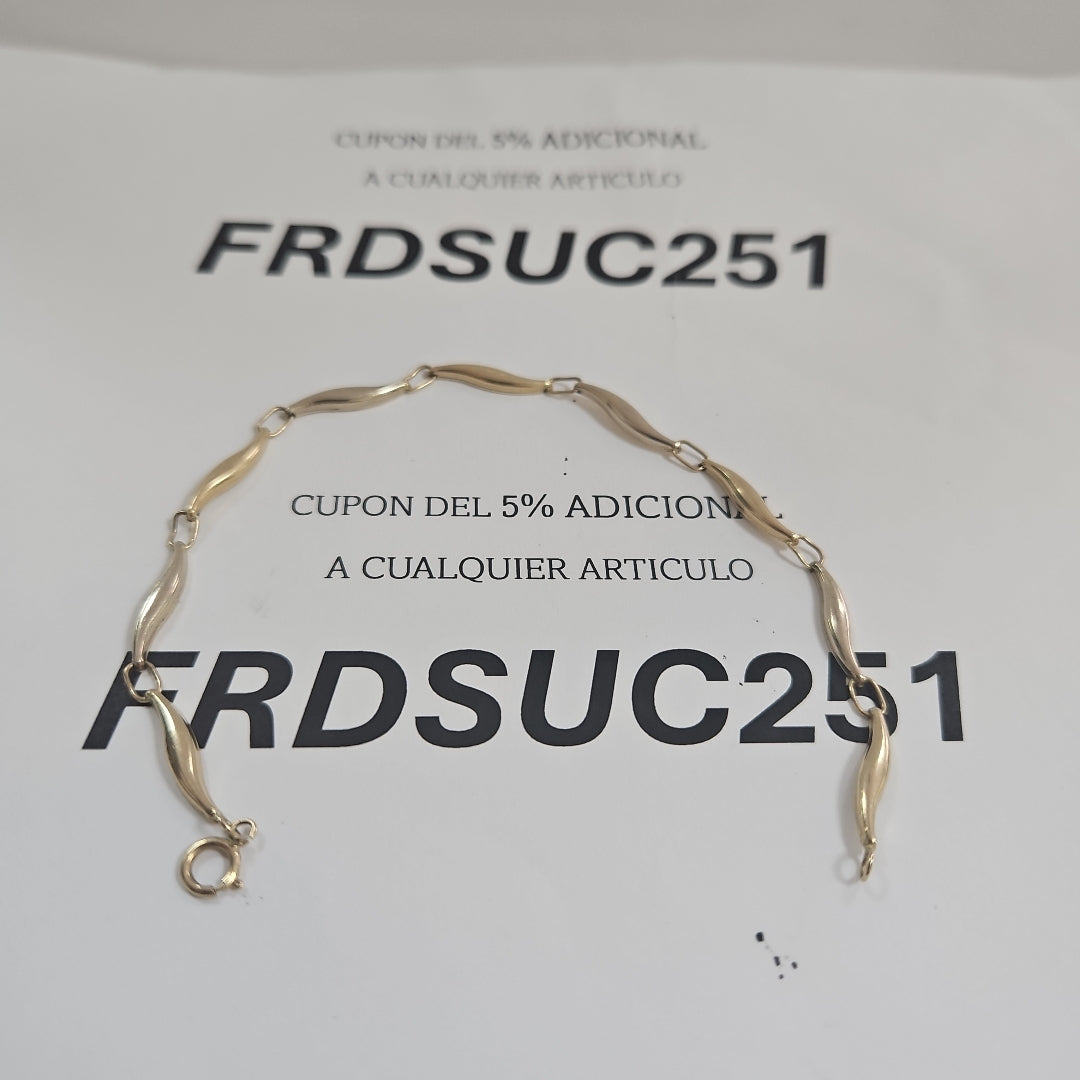 CUPON DEL 5% ADICIONAL
A CUALQUIER ARTICULO
FRDSUC251
CUPON DEL 5% ADICIONAL
A CUALQUIER ARTICULO
FRDSUC251